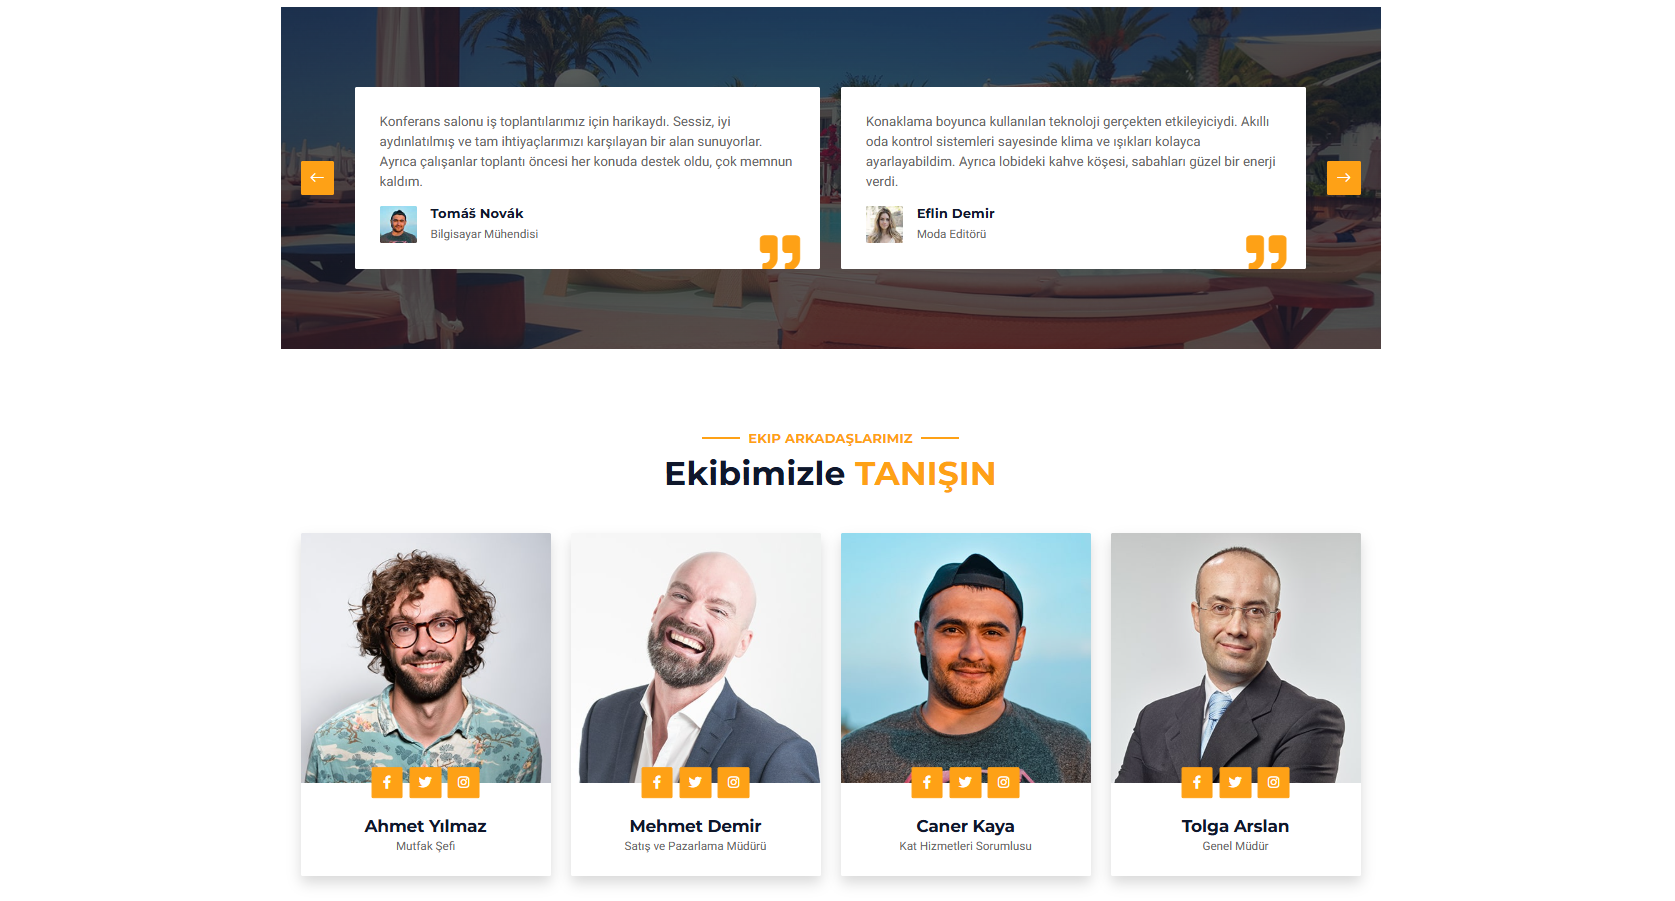 Konferans salonu iş toplantılarımız için harikaydı. Sessiz, iyi
aydınlatılmış ve tam ihtiyaçlarımızı karşılayan bir alan sunuyorlar.
Ayrıca çalışanlar toplantı öncesi her konuda destek oldu, çok memnun
kaldım.
Tomáš Novák
Bilgisayar Mühendisi
Konaklama boyunca kullanılan teknoloji gerçekten etkileyiciydi. Akıllı
oda kontrol sistemleri sayesinde klima ve ışıkları kolayca
ayarlayabildim. Ayrıca lobideki kahve köşesi, sabahları güzel bir enerji
verdi.
Eflin Demir
Moda Editörü
EKIP ARKADAŞLARIMIZ
Ekibimizle TANIŞIN
Ahmet Yılmaz
Mutfak Şefi
Mehmet Demir
Satış ve Pazarlama Müdürü
Caner Kaya
Kat Hizmetleri Sorumlusu
Tolga Arslan
Genel Müdür